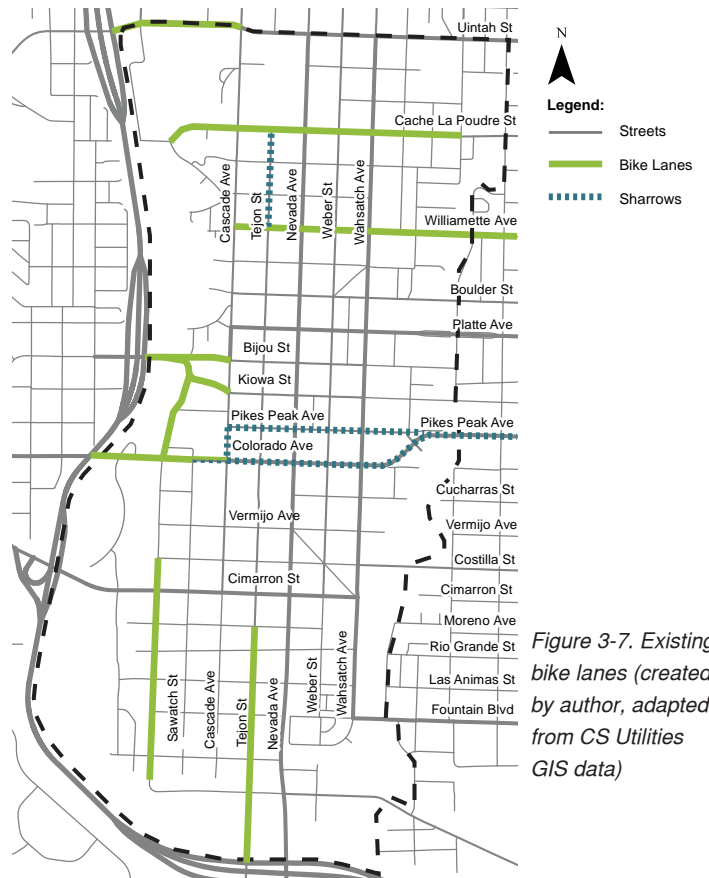 Uintah St
N
Legend:
Streets
Bike Lanes
Sharrows
Cache La Poudre St
Cascade Ave
Tejon St
Nevada Ave
Weber St
Wahsatch Ave
Williamette Ave
Boulder St
Platte Ave
Bijou St
Kiowa St
Pikes Peak Ave
Pikes Peak Ave
Colorado Ave
Cucharras St
Vermijo Ave
Vermijo Ave
Costilla St
Cimarron St
Cimarron St
Moreno Ave
Rio Grande St
Las Animas St
Fountain Blvd
Sawatch St
Cascade Ave
Tejon St
Nevada Ave
Weber St
Wahsatch Ave
Figure 3-7. Existing
bike lanes (created
by author, adapted
from CS Utilities
GIS data)